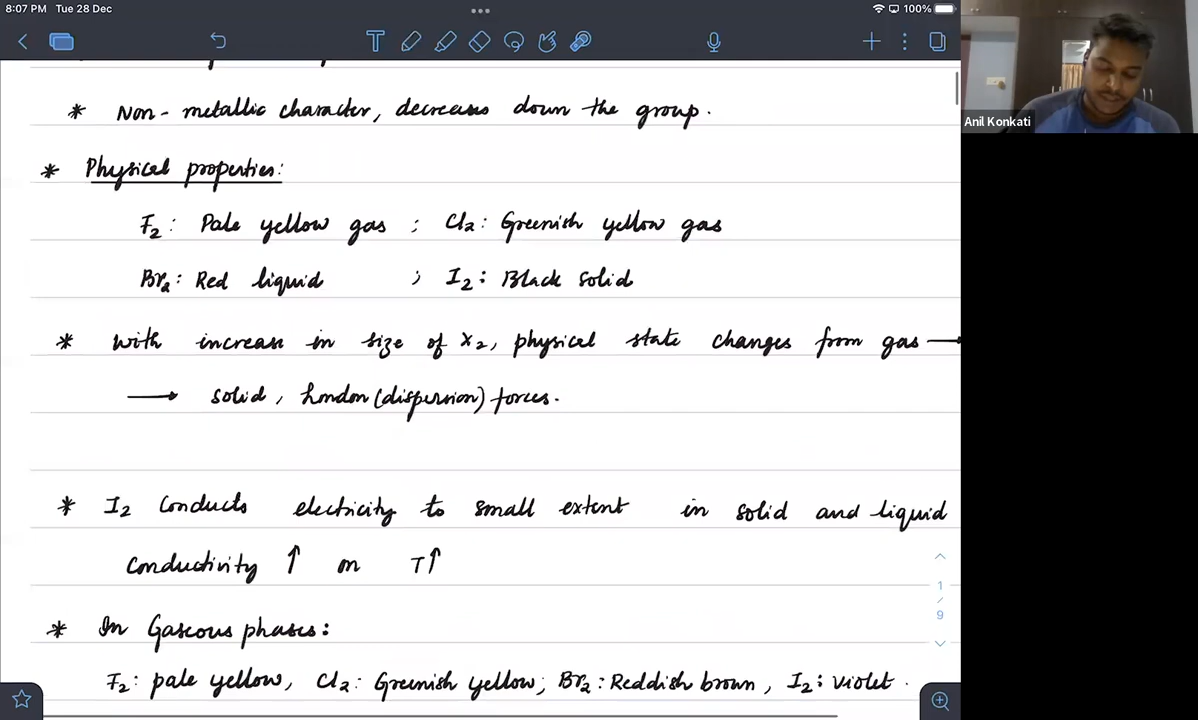 8:07 PM Tue 28 Dec
100%
T
Anil Konkati
* Non-metallic character, decreases down the group.
* Physical properties:
F2: Pale yellow gas ; Cl2: Greenish yellow gas
Br2: Red liquid ; I2: Black solid
* With increase in size of X2, physical state changes from gas →
→ solid, London (dispersion) forces.
* I2 conducts electricity to small extent in solid and liquid
conductivity ↑ on T↑
1
/
9
* In Gaseous phases:
F2: pale yellow, Cl2: Greenish yellow; Br2: Reddish brown, I2: violet.